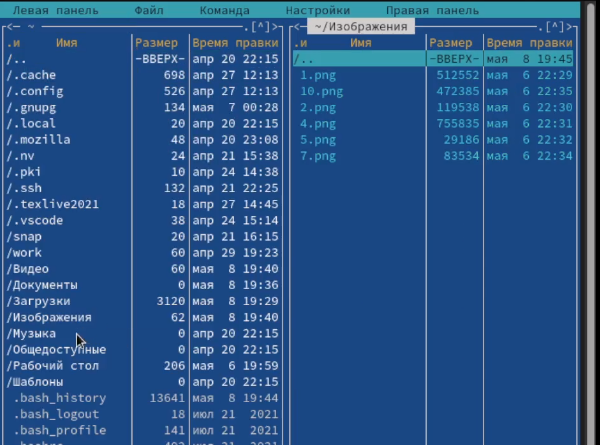 Левая панель Файл Команда Настройки Правая панель
<— ~ .[^]> <— ~/Изображения .[^]>
.и Имя Размер Время правки .и Имя Размер Время правки
/.. -ВВЕРХ- апр 20 22:15 /.. -ВВЕРХ- мая 8 19:45
/.cache 698 апр 27 12:13 1.png 512552 мая 6 22:29
/.config 526 апр 27 12:13 10.png 472385 мая 6 22:35
/.gnupg 134 мая 7 00:28 2.png 119538 мая 6 22:30
/.local 20 апр 20 22:15 4.png 755835 мая 6 22:31
/.mozilla 48 апр 20 23:08 5.png 29186 мая 6 22:32
/.nv 24 апр 21 15:38 7.png 83534 мая 6 22:34
/.pki 10 апр 24 14:38
/.ssh 132 апр 21 22:25
/.texlive2021 18 апр 27 14:45
/.vscode 38 апр 24 15:14
/snap 20 апр 21 16:15
/work 60 апр 29 19:23
/Видео 60 мая 8 19:40
/Документы 0 мая 8 19:36
/Загрузки 3120 мая 8 19:29
/Изображения 62 мая 8 19:40
/Музыка 0 апр 20 22:15
/Общедоступные 0 апр 20 22:15
/Рабочий стол 206 мая 6 19:59
/Шаблоны 0 апр 20 22:15
.bash_history 13641 мая 8 19:44
.bash_logout 18 июл 21 2021
.bash_profile 141 июл 21 2021